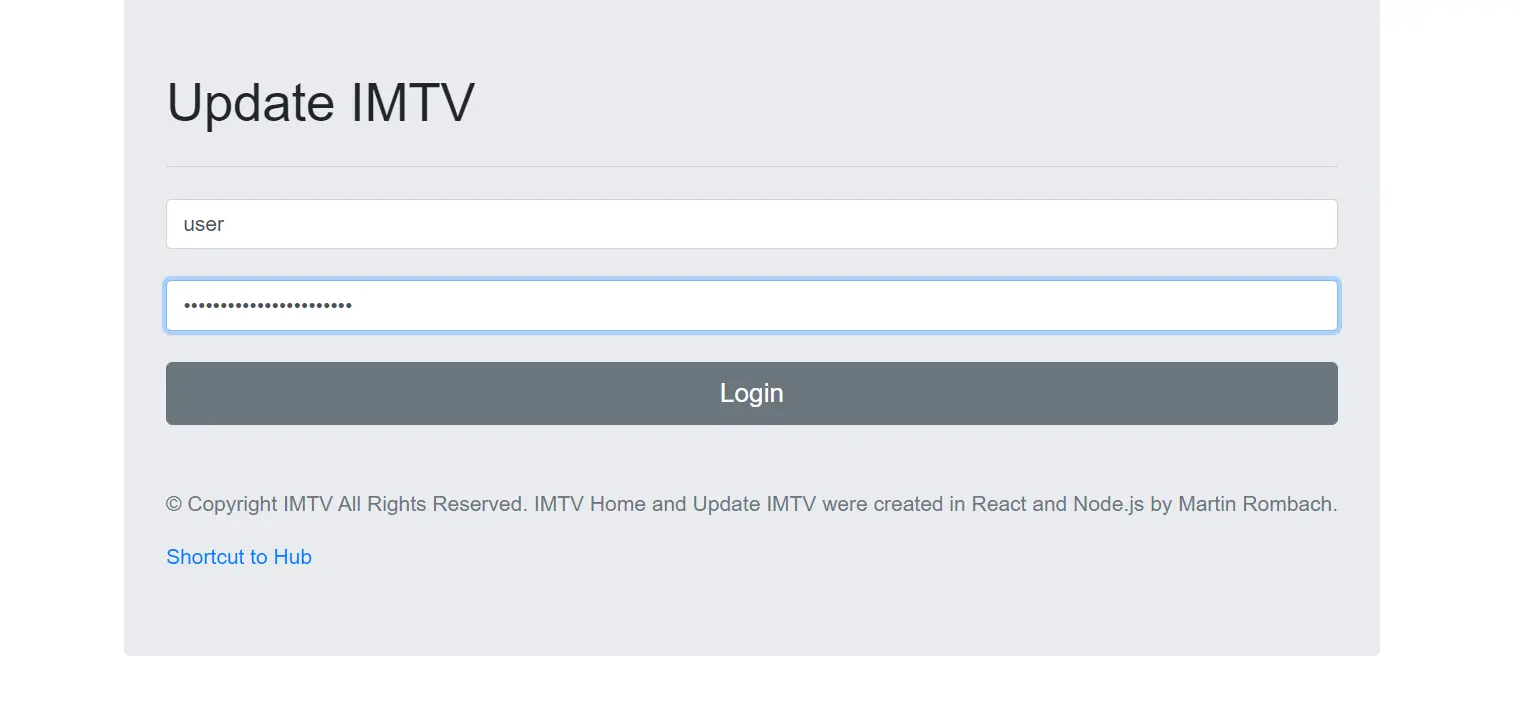 Update IMTV
user
•••••••••••••••••••••••
Login
© Copyright IMTV All Rights Reserved. IMTV Home and Update IMTV were created in React and Node.js by Martin Rombach.
Shortcut to Hub